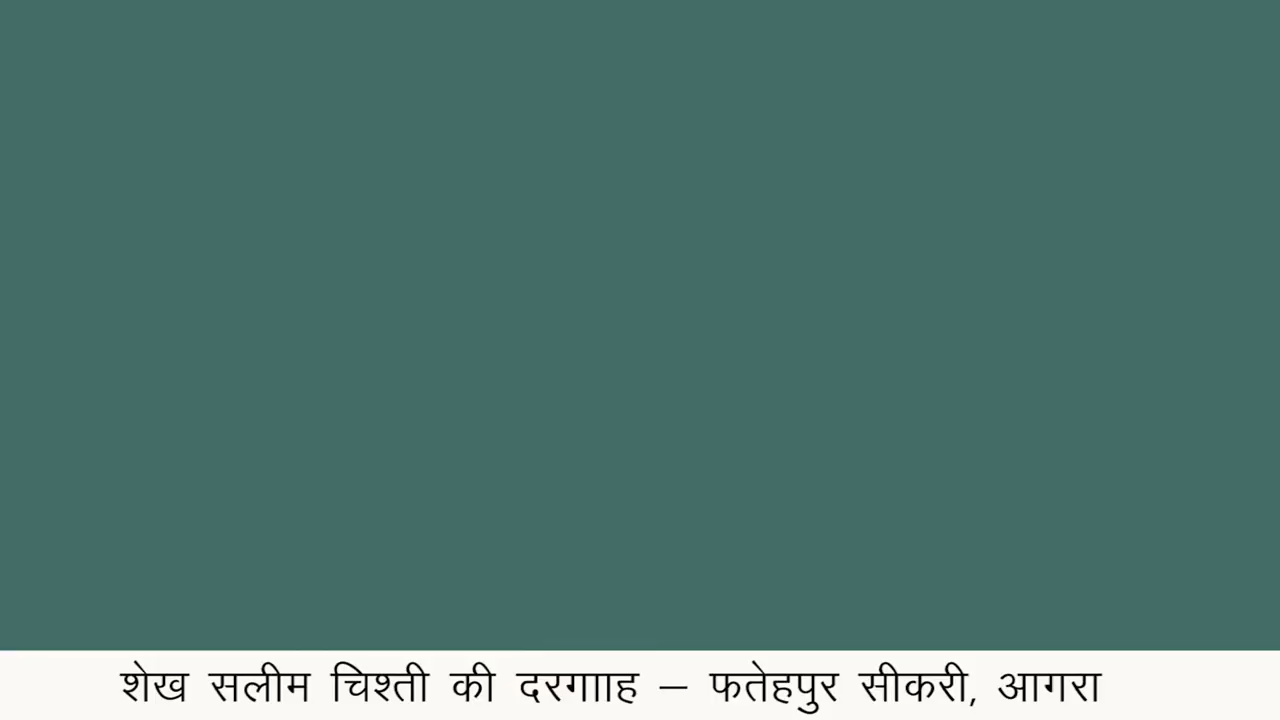 शेख सलीम चिश्ती की दरगााह – फतेहपुर सीकरी, आगरा